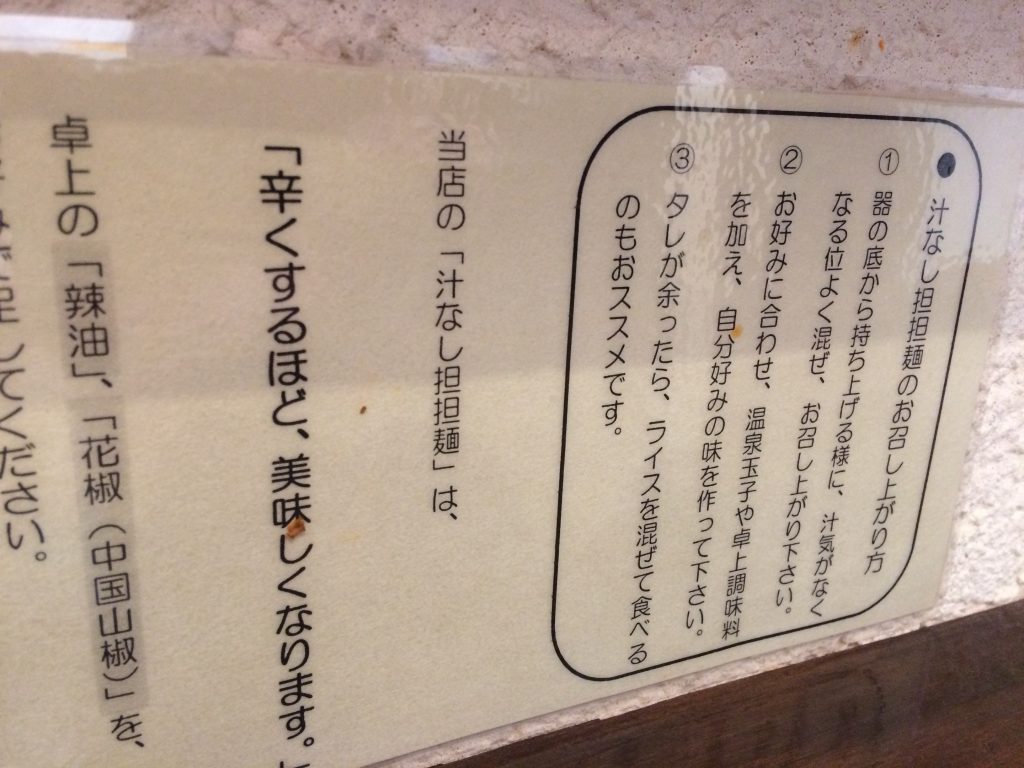 ● 汁なし担担麺のお召し上がり方
① 器の底から持ち上げる様に、汁気がなく
なる位よく混ぜ、お召し上がり下さい。
② お好みに合わせ、温泉玉子や卓上調味料
を加え、自分好みの味を作って下さい。
③ タレが余ったら、ライスを混ぜて食べる
のもおススメです。
当店の「汁なし担担麺」は、
「辛くするほど、美味しくなります。」
卓上の「辣油」、「花椒(中国山椒)」を、
してください。